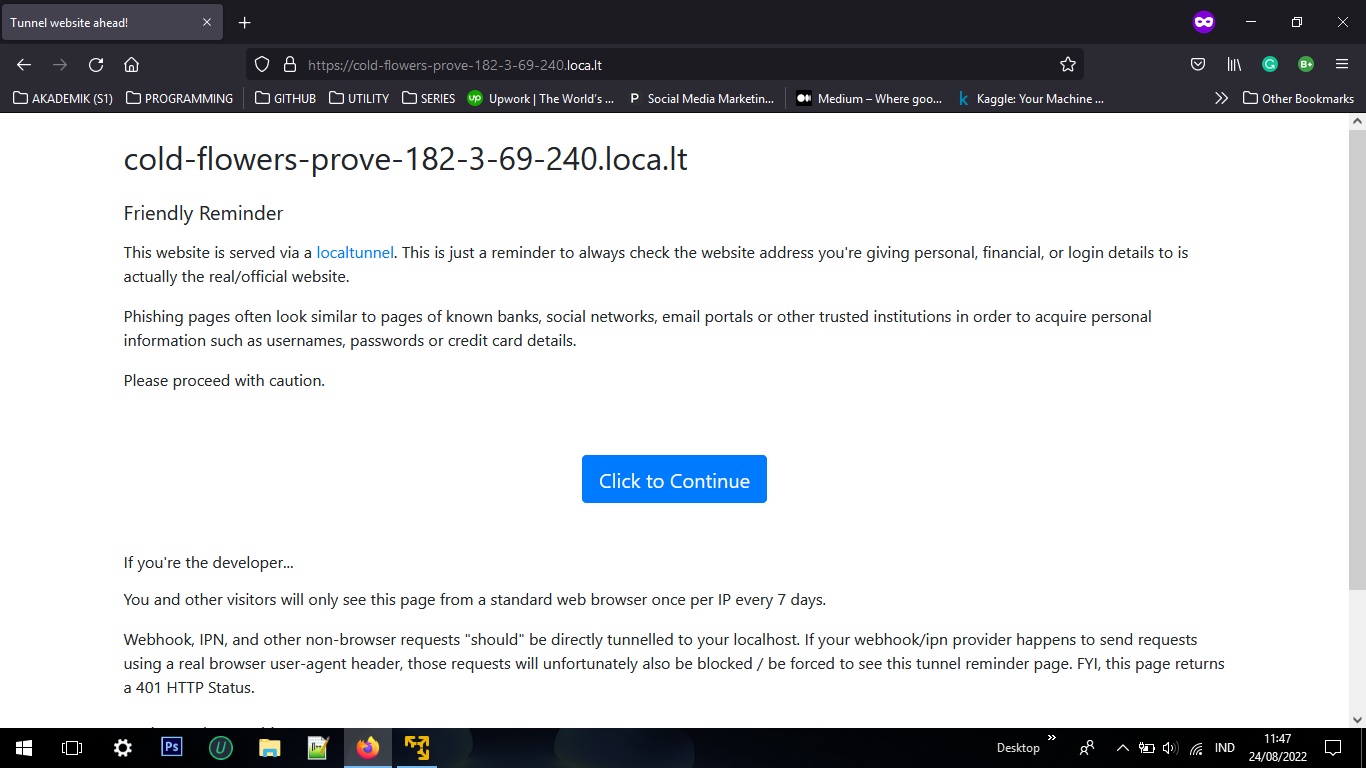 Tunnel website ahead!
https://cold-flowers-prove-182-3-69-240.loca.lt
AKADEMIK (S1) PROGRAMMING GITHUB UTILITY SERIES Upwork | The World's ... Social Media Marketin... Medium – Where goo... Kaggle: Your Machine ... Other Bookmarks
cold-flowers-prove-182-3-69-240.loca.lt
Friendly Reminder
This website is served via a localtunnel. This is just a reminder to always check the website address you're giving personal, financial, or login details to is
actually the real/official website.
Phishing pages often look similar to pages of known banks, social networks, email portals or other trusted institutions in order to acquire personal
information such as usernames, passwords or credit card details.
Please proceed with caution.
Click to Continue
If you're the developer...
You and other visitors will only see this page from a standard web browser once per IP every 7 days.
Webhook, IPN, and other non-browser requests "should" be directly tunnelled to your localhost. If your webhook/ipn provider happens to send requests
using a real browser user-agent header, those requests will unfortunately also be blocked / be forced to see this tunnel reminder page. FYI, this page returns
a 401 HTTP Status.
Ps
Desktop
IND
11:47
24/08/2022